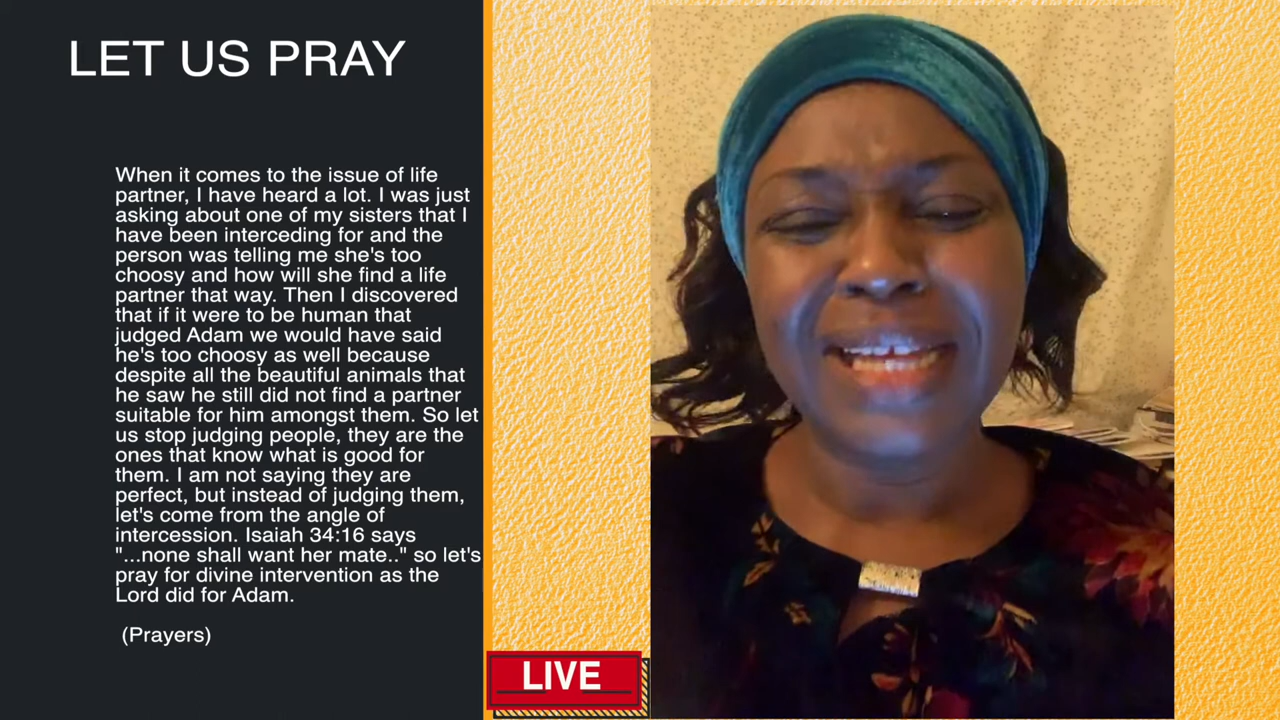 LET US PRAY
When it comes to the issue of life
partner, I have heard a lot. I was just
asking about one of my sisters that I
have been interceding for and the
person was telling me she's too
choosy and how will she find a life
partner that way. Then I discovered
that if it were to be human that
judged Adam we would have said
he's too choosy as well because
despite all the beautiful animals that
he saw he still did not find a partner
suitable for him amongst them. So let
us stop judging people, they are the
ones that know what is good for
them. I am not saying they are
perfect, but instead of judging them,
let's come from the angle of
intercession. Isaiah 34:16 says
"...none shall want her mate.." so let's
pray for divine intervention as the
Lord did for Adam.
(Prayers)
LIVE